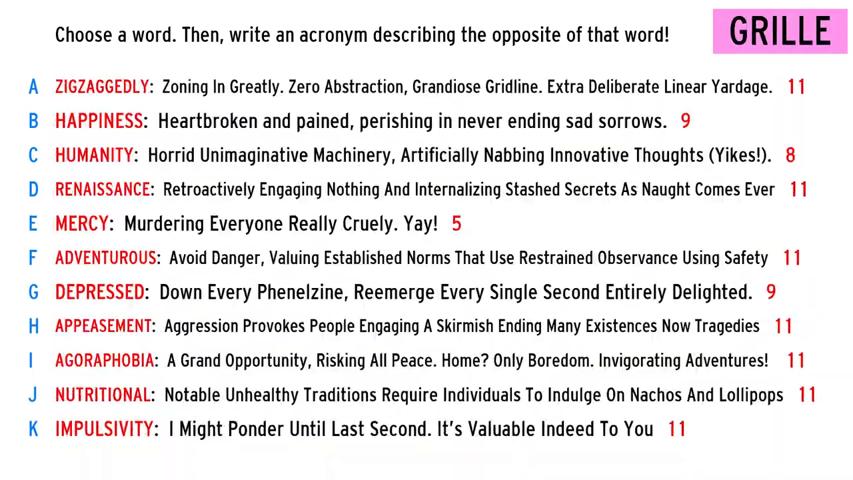 Choose a word. Then, write an acronym describing the opposite of that word!
GRILLE
A ZIGZAGGEDLY: Zoning In Greatly. Zero Abstraction, Grandiose Gridline. Extra Deliberate Linear Yardage. 11
B HAPPINESS: Heartbroken and pained, perishing in never ending sad sorrows. 9
C HUMANITY: Horrid Unimaginative Machinery, Artificially Nabbing Innovative Thoughts (Yikes!). 8
D RENAISSANCE: Retroactively Engaging Nothing And Internalizing Stashed Secrets As Naught Comes Ever 11
E MERCY: Murdering Everyone Really Cruely. Yay! 5
F ADVENTUROUS: Avoid Danger, Valuing Established Norms That Use Restrained Observance Using Safety 11
G DEPRESSED: Down Every Phenelzine, Reemerge Every Single Second Entirely Delighted. 9
H APPEASEMENT: Aggression Provokes People Engaging A Skirmish Ending Many Existences Now Tragedies 11
I AGORAPHOBIA: A Grand Opportunity, Risking All Peace. Home? Only Boredom. Invigorating Adventures! 11
J NUTRITIONAL: Notable Unhealthy Traditions Require Individuals To Indulge On Nachos And Lollipops 11
K IMPULSIVITY: I Might Ponder Until Last Second. It's Valuable Indeed To You 11